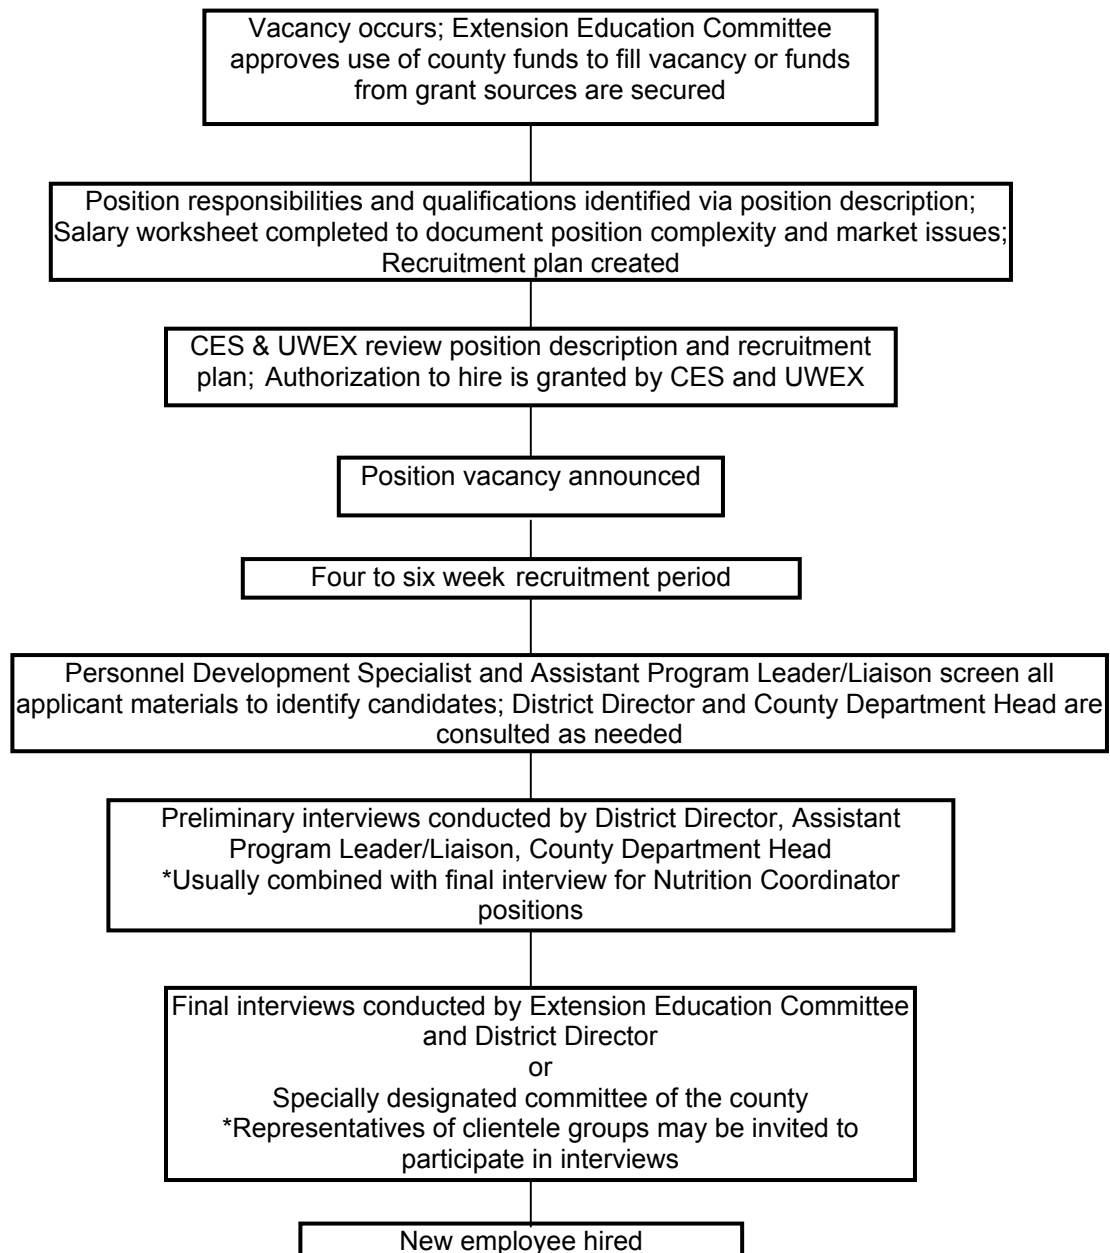 Vacancy occurs; Extension Education Committee
approves use of county funds to fill vacancy or funds
from grant sources are secured
Position responsibilities and qualifications identified via position description;
Salary worksheet completed to document position complexity and market issues;
Recruitment plan created
CES & UWEX review position description and recruitment
plan; Authorization to hire is granted by CES and UWEX
Position vacancy announced
Four to six week recruitment period
Personnel Development Specialist and Assistant Program Leader/Liaison screen all
applicant materials to identify candidates; District Director and County Department Head are
consulted as needed
Preliminary interviews conducted by District Director, Assistant
Program Leader/Liaison, County Department Head
*Usually combined with final interview for Nutrition Coordinator
positions
Final interviews conducted by Extension Education Committee
and District Director
or
Specially designated committee of the county
*Representatives of clientele groups may be invited to
participate in interviews
New employee hired